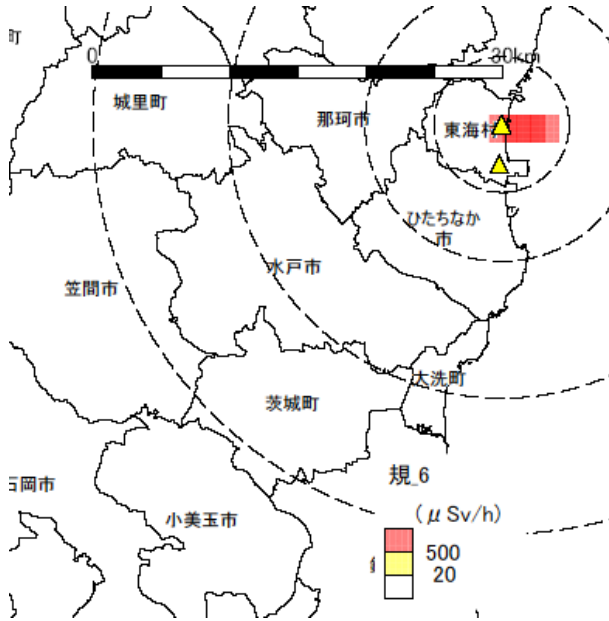 町
0
30km
城里町
那珂市
東海村
ひたちなか
市
水戸市
笠間市
大洗町
茨城町
石岡市
小美玉市
規_6
(μSv/h)
500
20